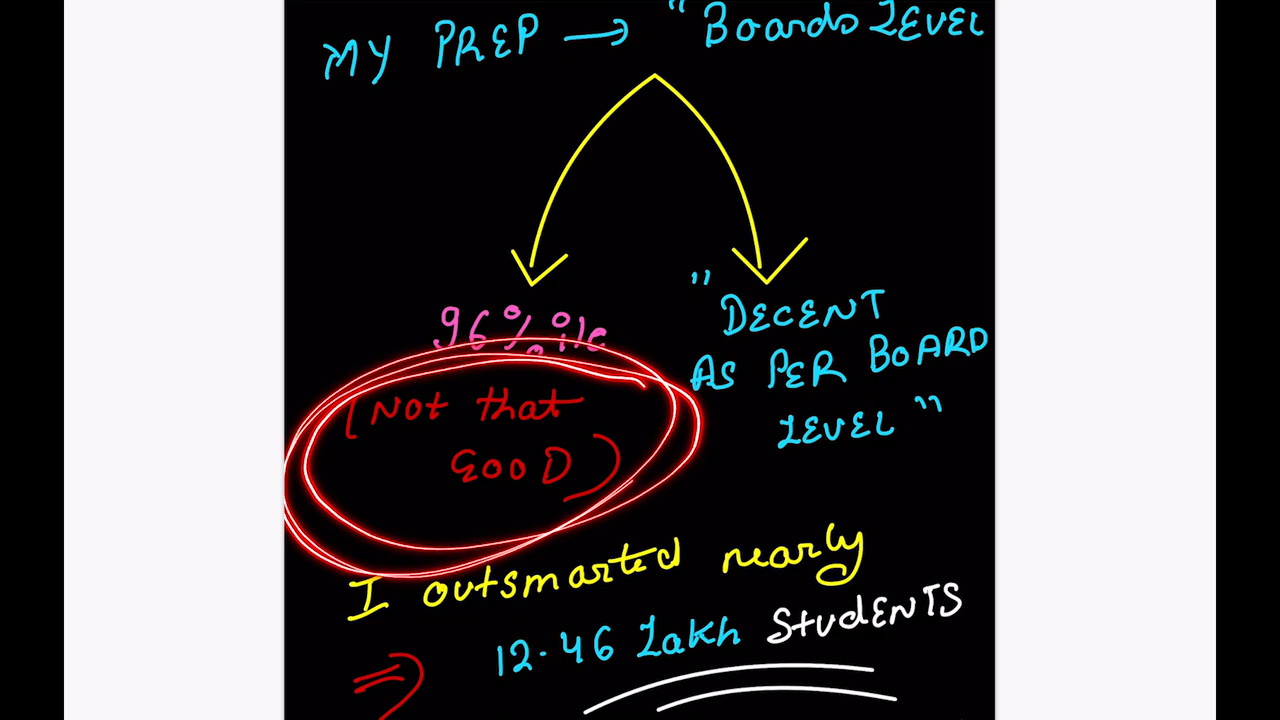 MY PREP → "Boards LEVEL
96%ile
(Not that
GOOD)
"DECENT
AS PER BOARD
LEVEL"
I outsmarted nearly
⇒ 12.46 Lakh STUDENTS